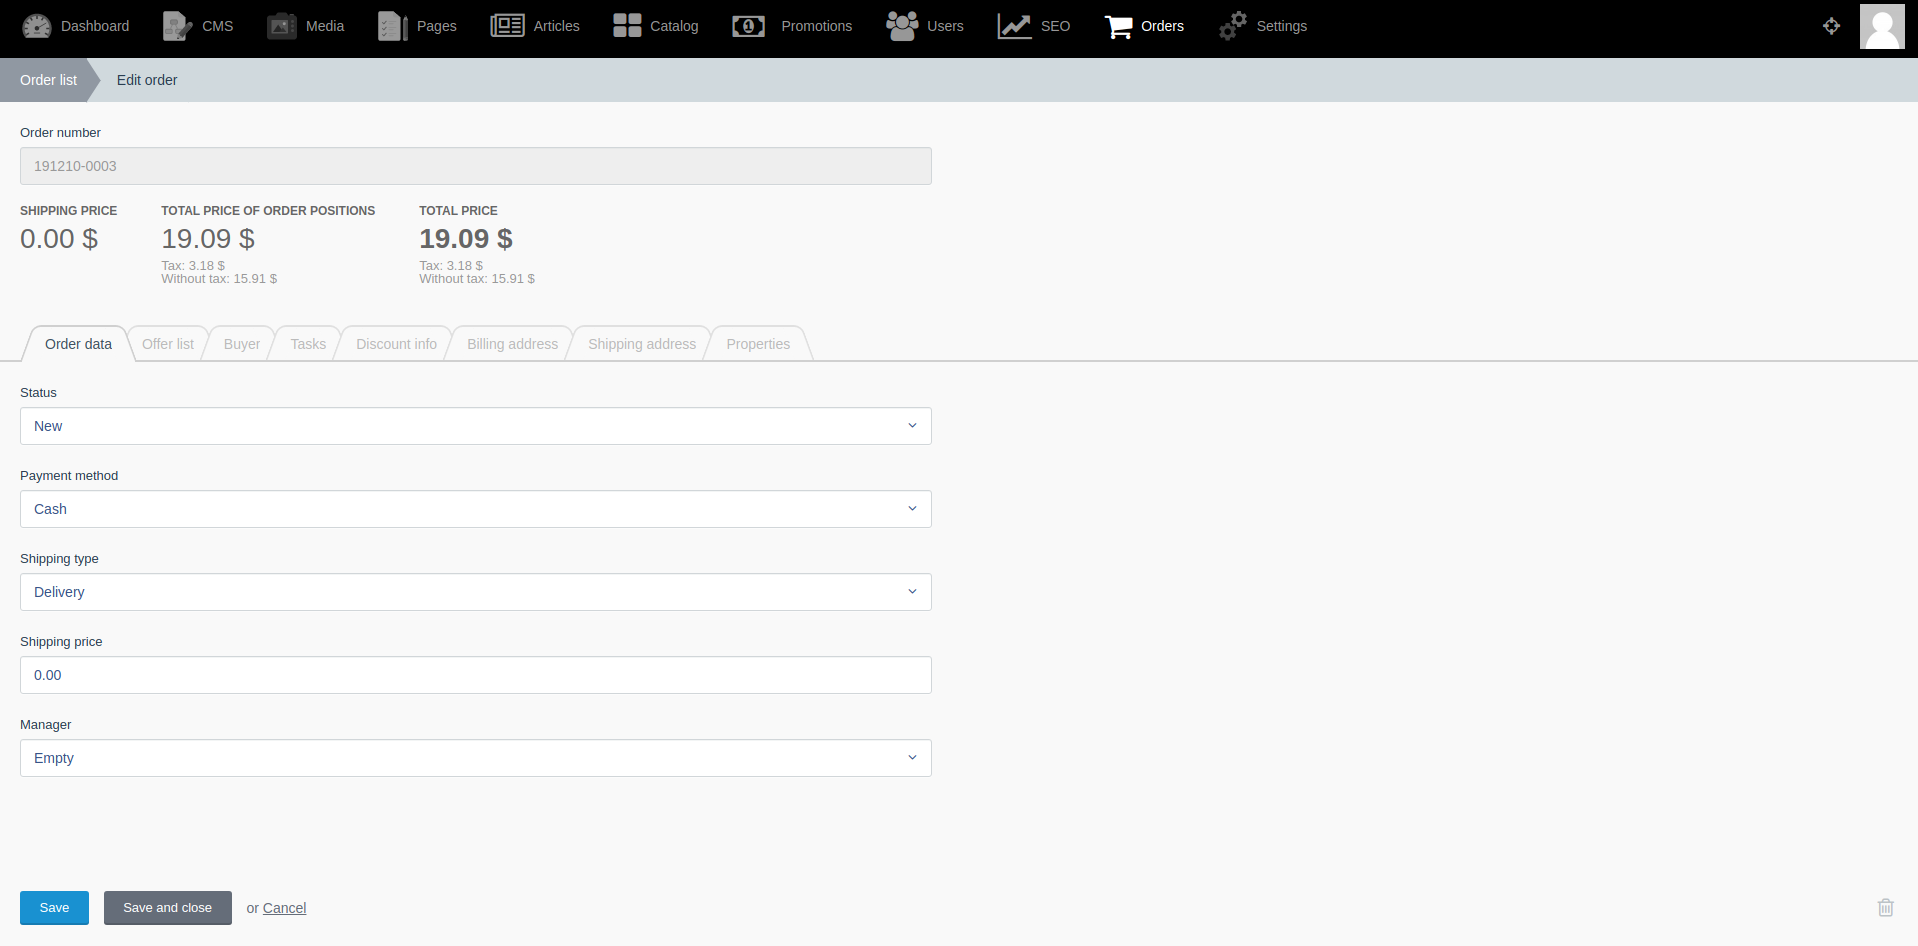 Dashboard CMS Media Pages Articles Catalog Promotions Users SEO Orders Settings
Order list Edit order
Order number
191210-0003
SHIPPING PRICE TOTAL PRICE OF ORDER POSITIONS TOTAL PRICE
0.00 $ 19.09 $ 19.09 $
Tax: 3.18 $ Tax: 3.18 $
Without tax: 15.91 $ Without tax: 15.91 $
Order data Offer list Buyer Tasks Discount info Billing address Shipping address Properties
Status
New
Payment method
Cash
Shipping type
Delivery
Shipping price
0.00
Manager
Empty
Save Save and close or Cancel